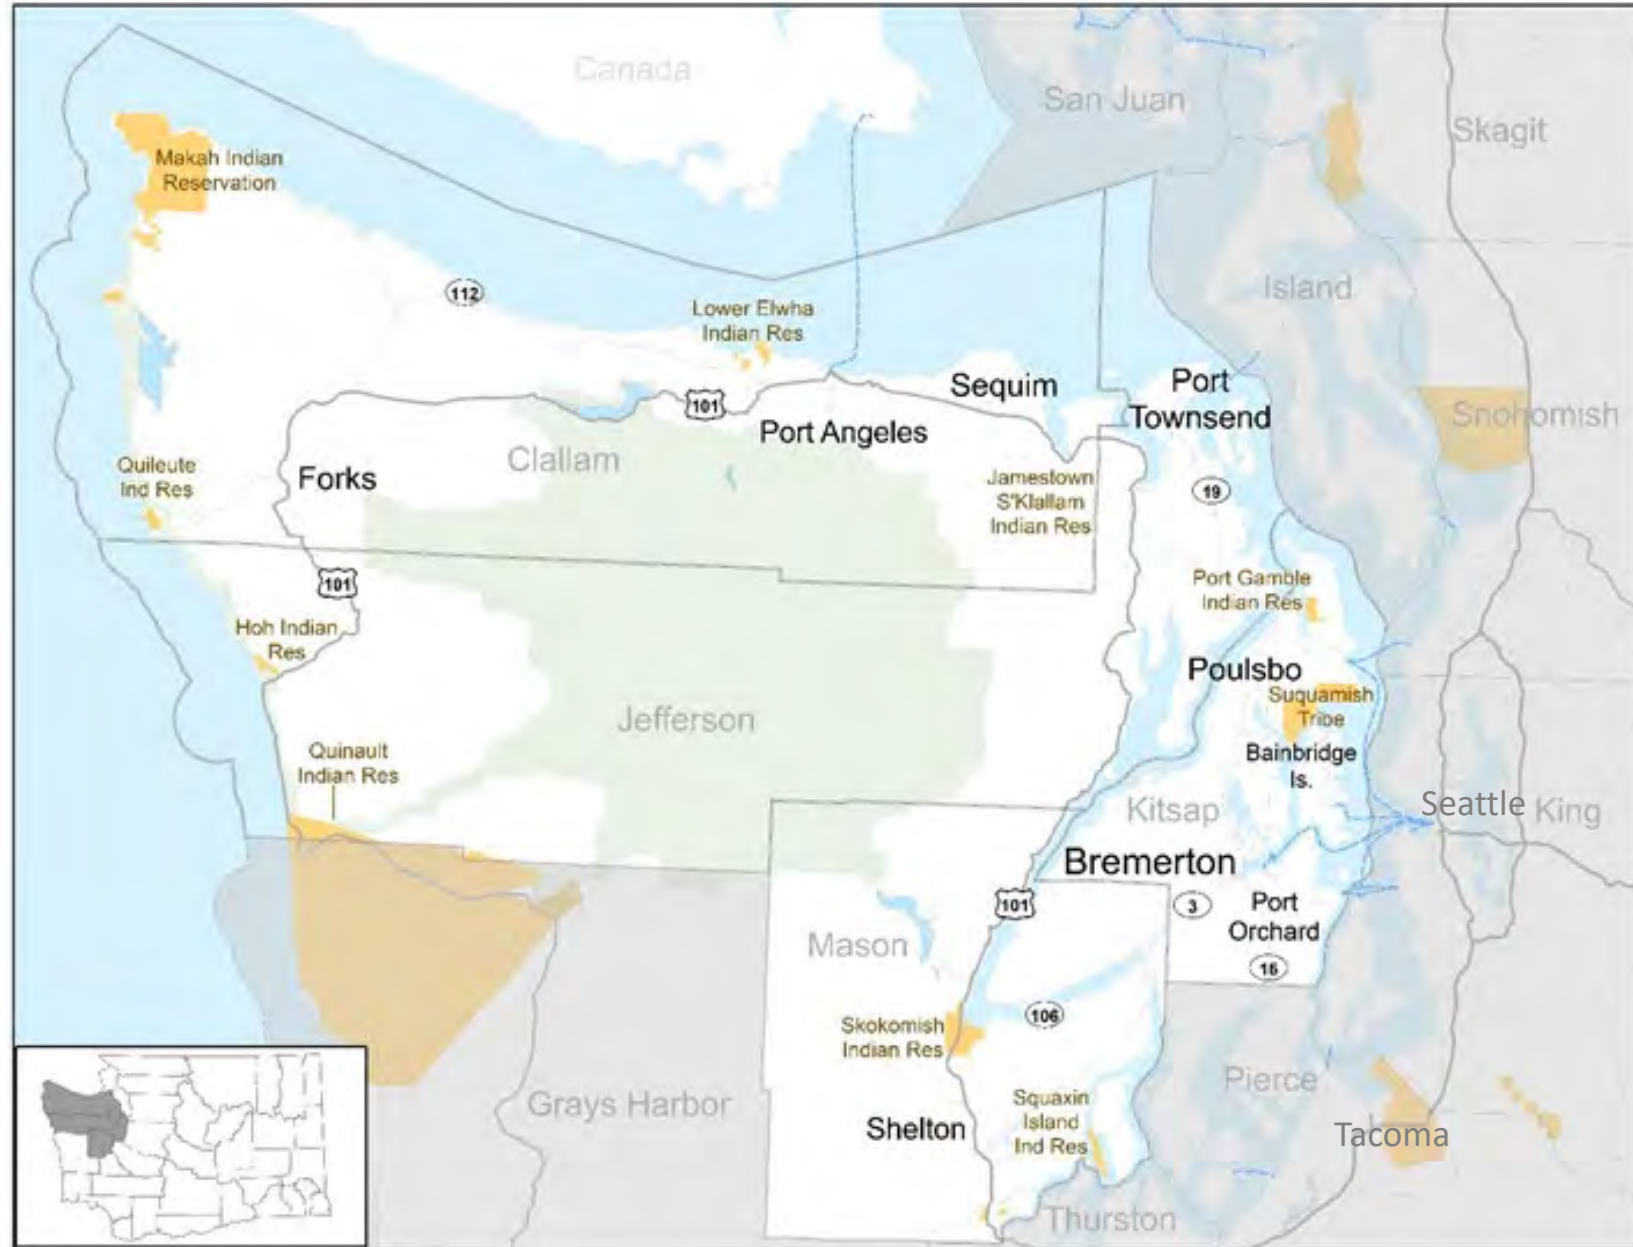 Canada
San Juan
Skagit
Makah Indian
Reservation
Island
112
Lower Elwha
Indian Res
Sequim
Port
Townsend
101
Port Angeles
Snohomish
Clallam
Quileute
Ind Res
Forks
Jamestown
S'Klallam
Indian Res
19
101
Port Gamble
Indian Res
Hoh Indian
Res
Poulsbo
Suquamish
Tribe
Jefferson
Quinault
Indian Res
Bainbridge
Is.
Kitsap
Seattle
King
Bremerton
101
3
Port
Orchard
Mason
16
106
Skokomish
Indian Res
Pierce
Grays Harbor
Squaxin
Island
Ind Res
Shelton
Tacoma
Thurston